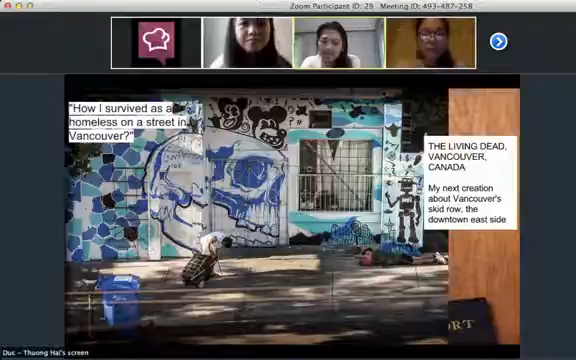 Zoom Participant ID: 29   Meeting ID: 493-487-258
"How I survived as a
homeless on a street in
Vancouver?"
THE LIVING DEAD,
VANCOUVER,
CANADA
My next creation
about Vancouver's
skid row, the
downtown east side
Duc – Thuong Hai's screen